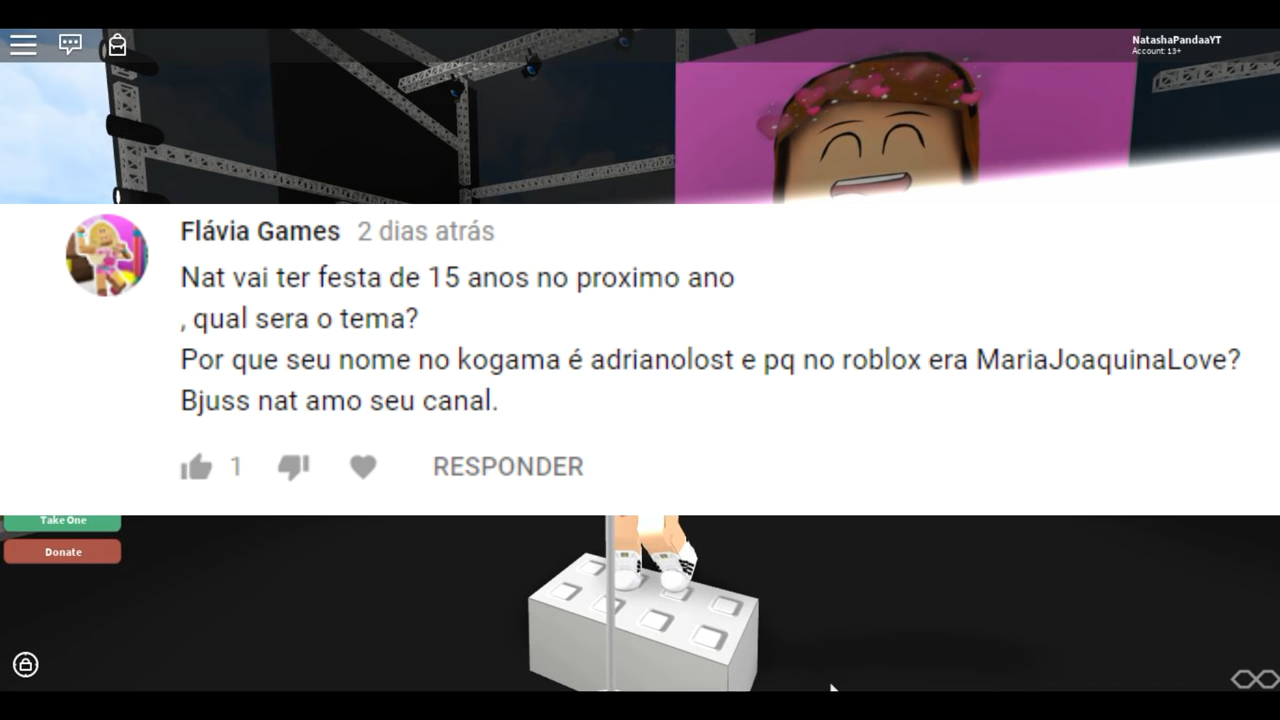 NatashaPandaaYT
Account: 13+
Flávia Games 2 dias atrás
Nat vai ter festa de 15 anos no proximo ano
, qual sera o tema?
Por que seu nome no kogama é adrianolost e pq no roblox era MariaJoaquinaLove?
Bjuss nat amo seu canal.
1 RESPONDER
Take One
Donate